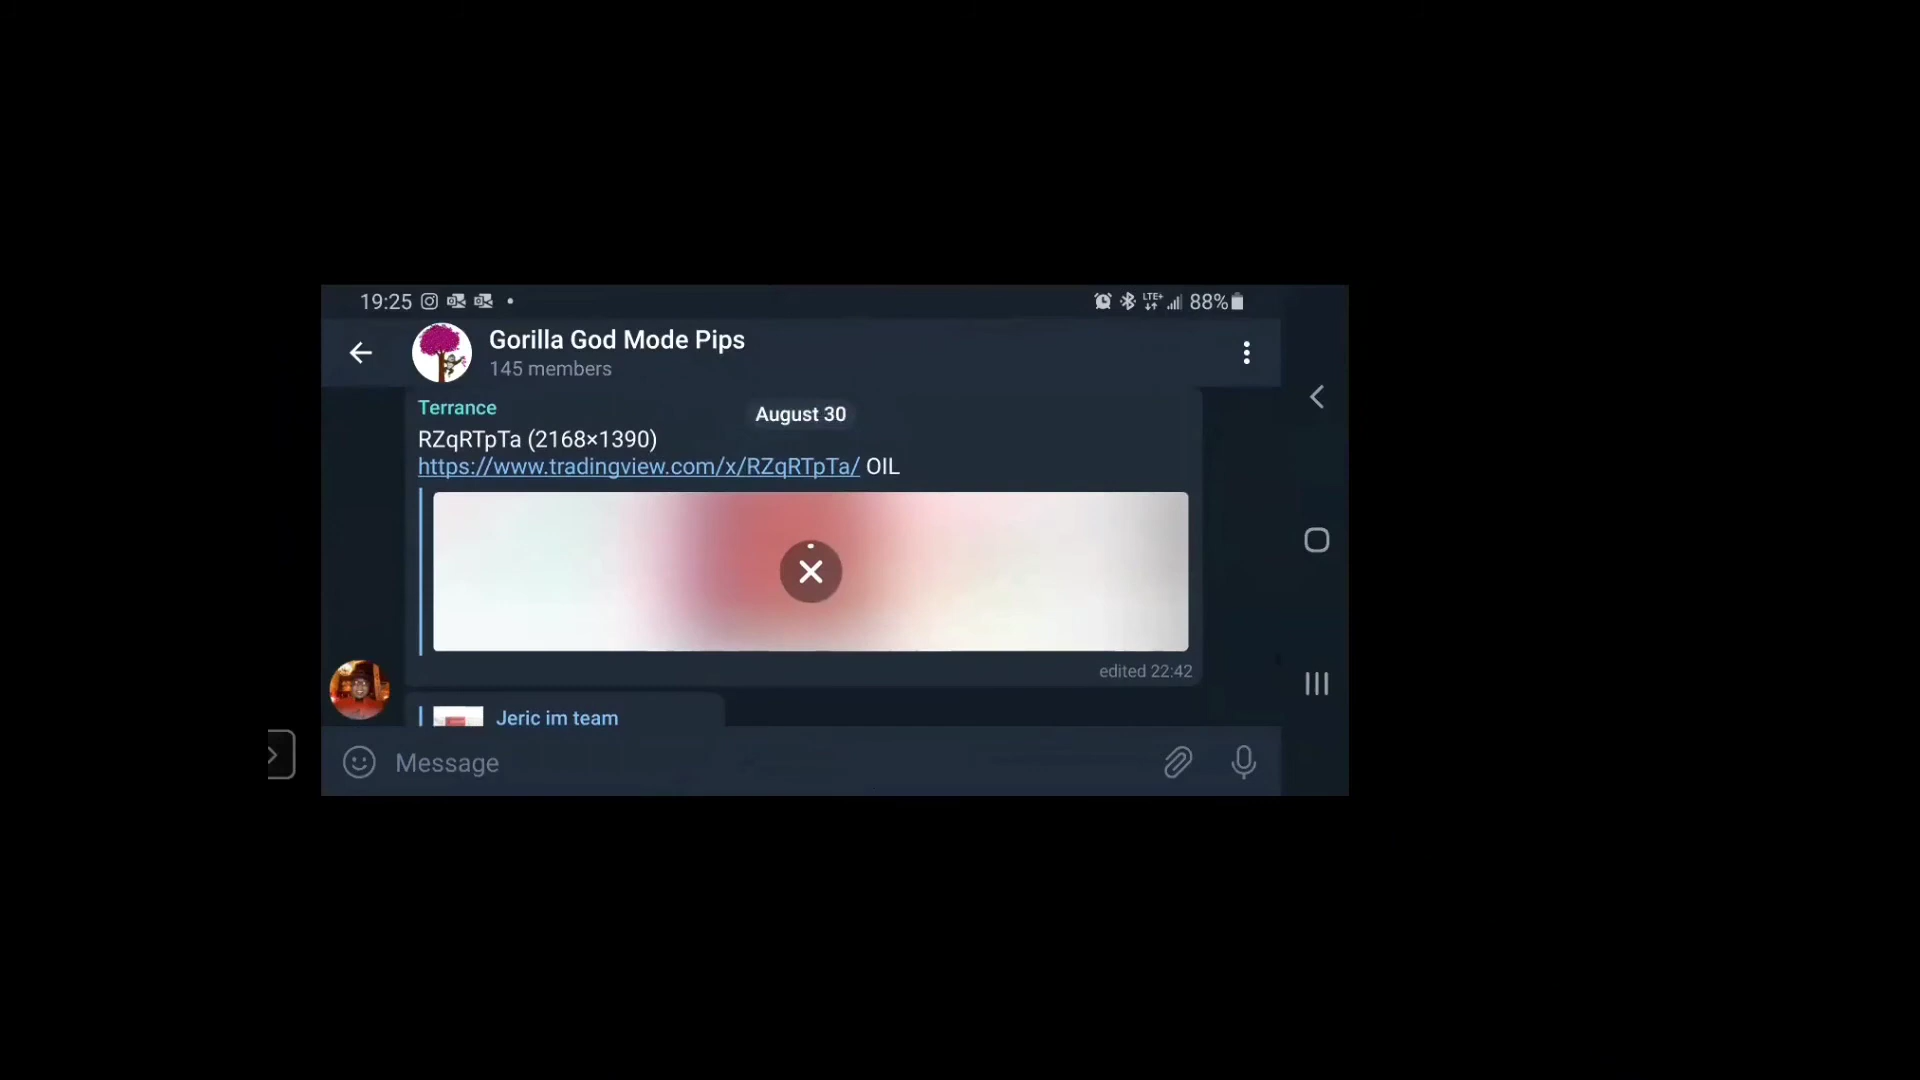 19:25
LTE+
88%
Gorilla God Mode Pips
145 members
Terrance
August 30
RZqRTpTa (2168×1390)
https://www.tradingview.com/x/RZqRTpTa/ OIL
edited 22:42
Jeric im team
Message